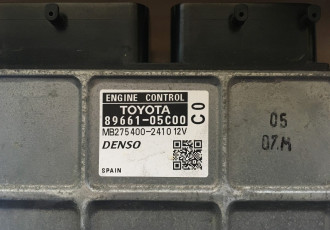 ENGINE CONTROL
TOYOTA
89661-05C00
MB275400-2410 12V
DENSO
SPAIN
C0
05
07.M